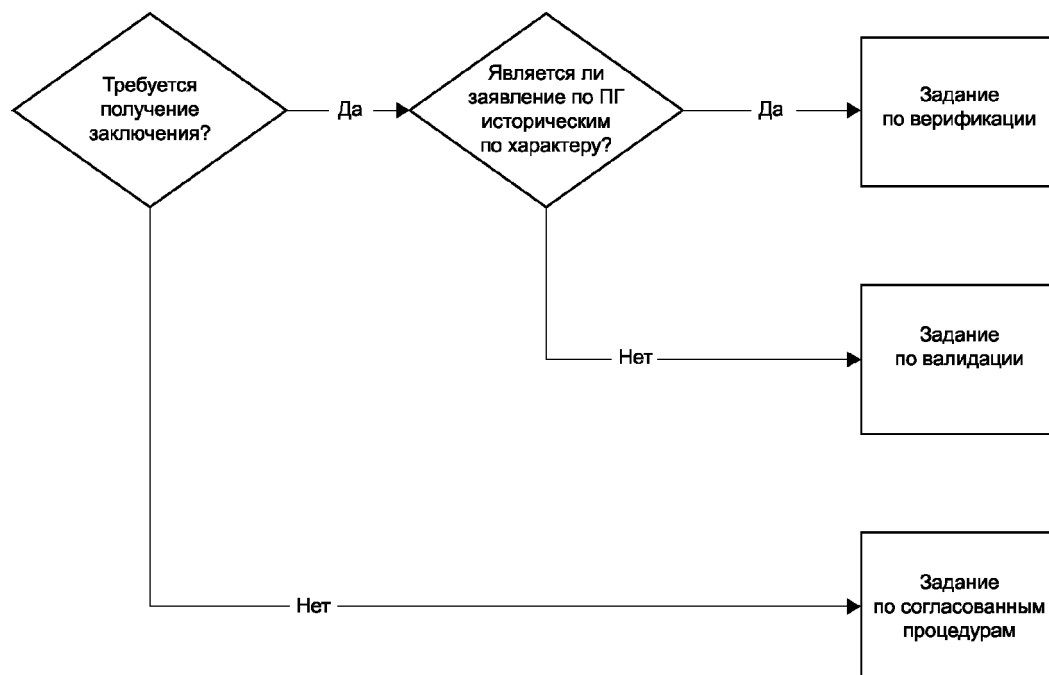 Требуется
получение
заключения?
Да
Является ли
заявление по ПГ
историческим
по характеру?
Да
Задание
по верификации
Нет
Задание
по валидации
Нет
Задание
по согласованным
процедурам